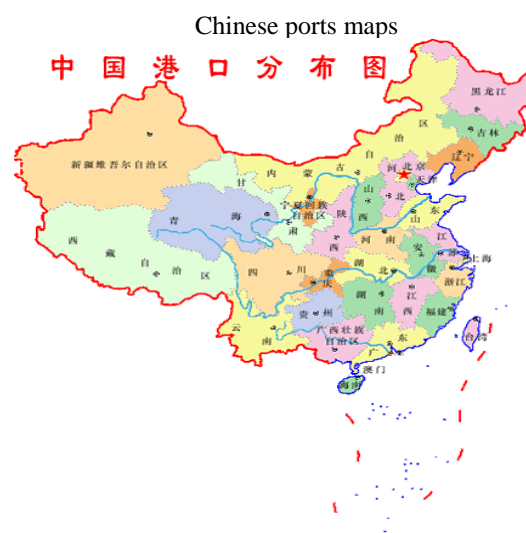 Chinese ports maps
中国港口分布图
黑龙江
吉林
辽宁
内蒙古自治区
新疆维吾尔自治区
北京
天津
河北
甘肃
宁夏回族
自治区
山西
陕西
山东
青海
河南
江苏
安徽
上海
西藏自治区
四川
重庆
湖北
浙江
湖南
江西
贵州
福建
云南
广西壮族
自治区
广东
台湾
澳门
海南